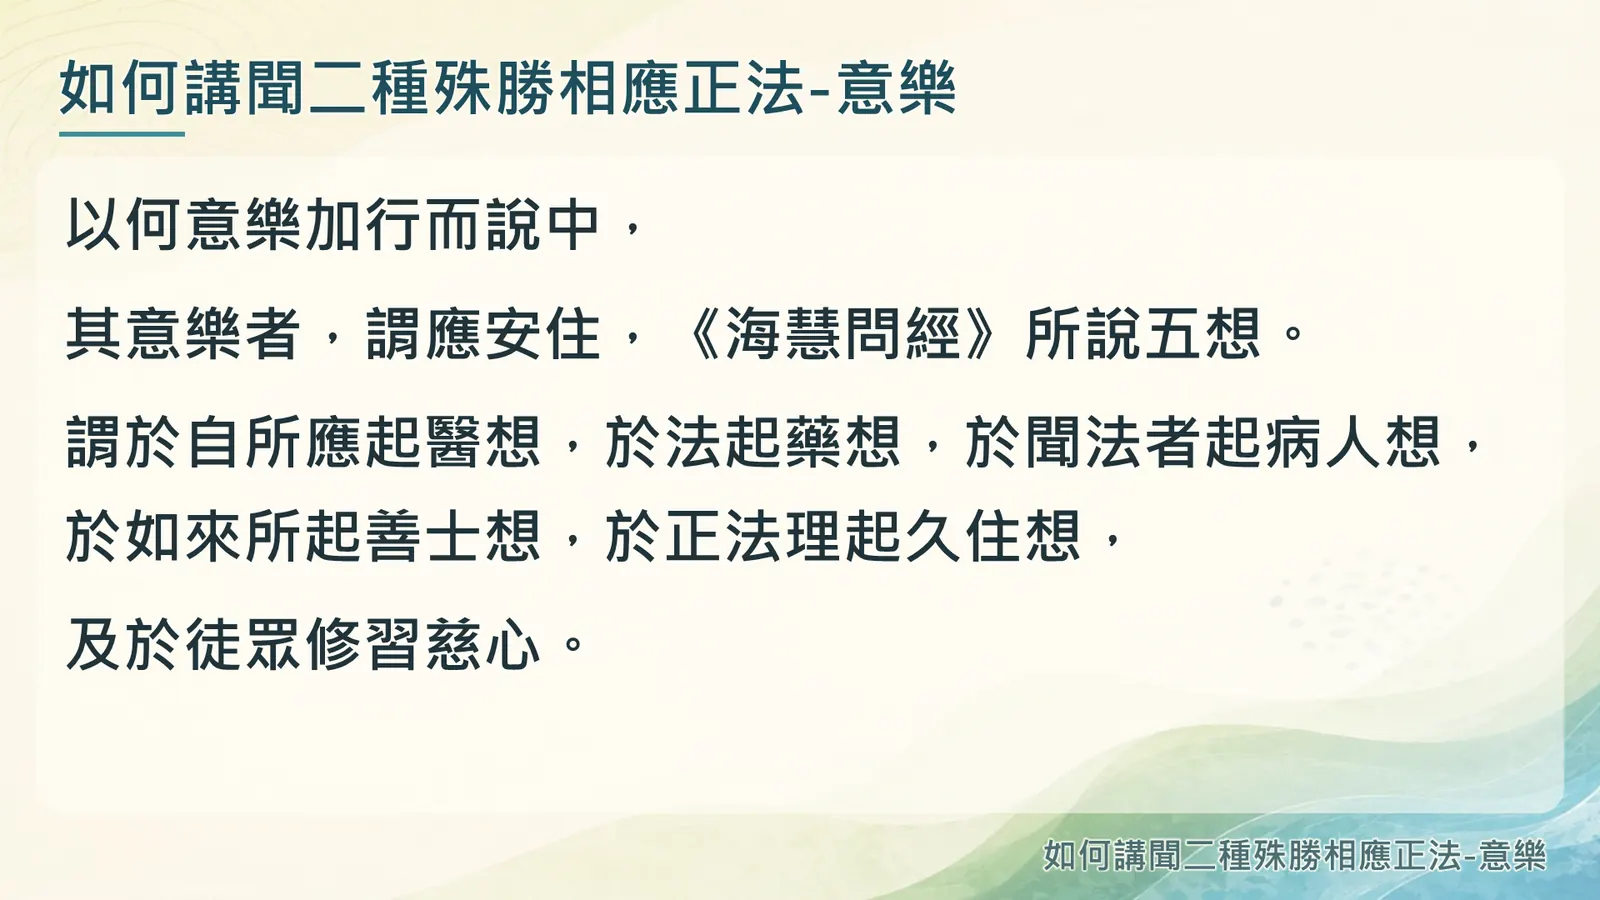 如何講聞二種殊勝相應正法-意樂
以何意樂加行而說中，
其意樂者，謂應安住，《海慧問經》所說五想。
謂於自所應起醫想，於法起藥想，於聞法者起病人想，
於如來所起善士想，於正法理起久住想，
及於徒眾修習慈心。
如何講聞二種殊勝相應正法-意樂